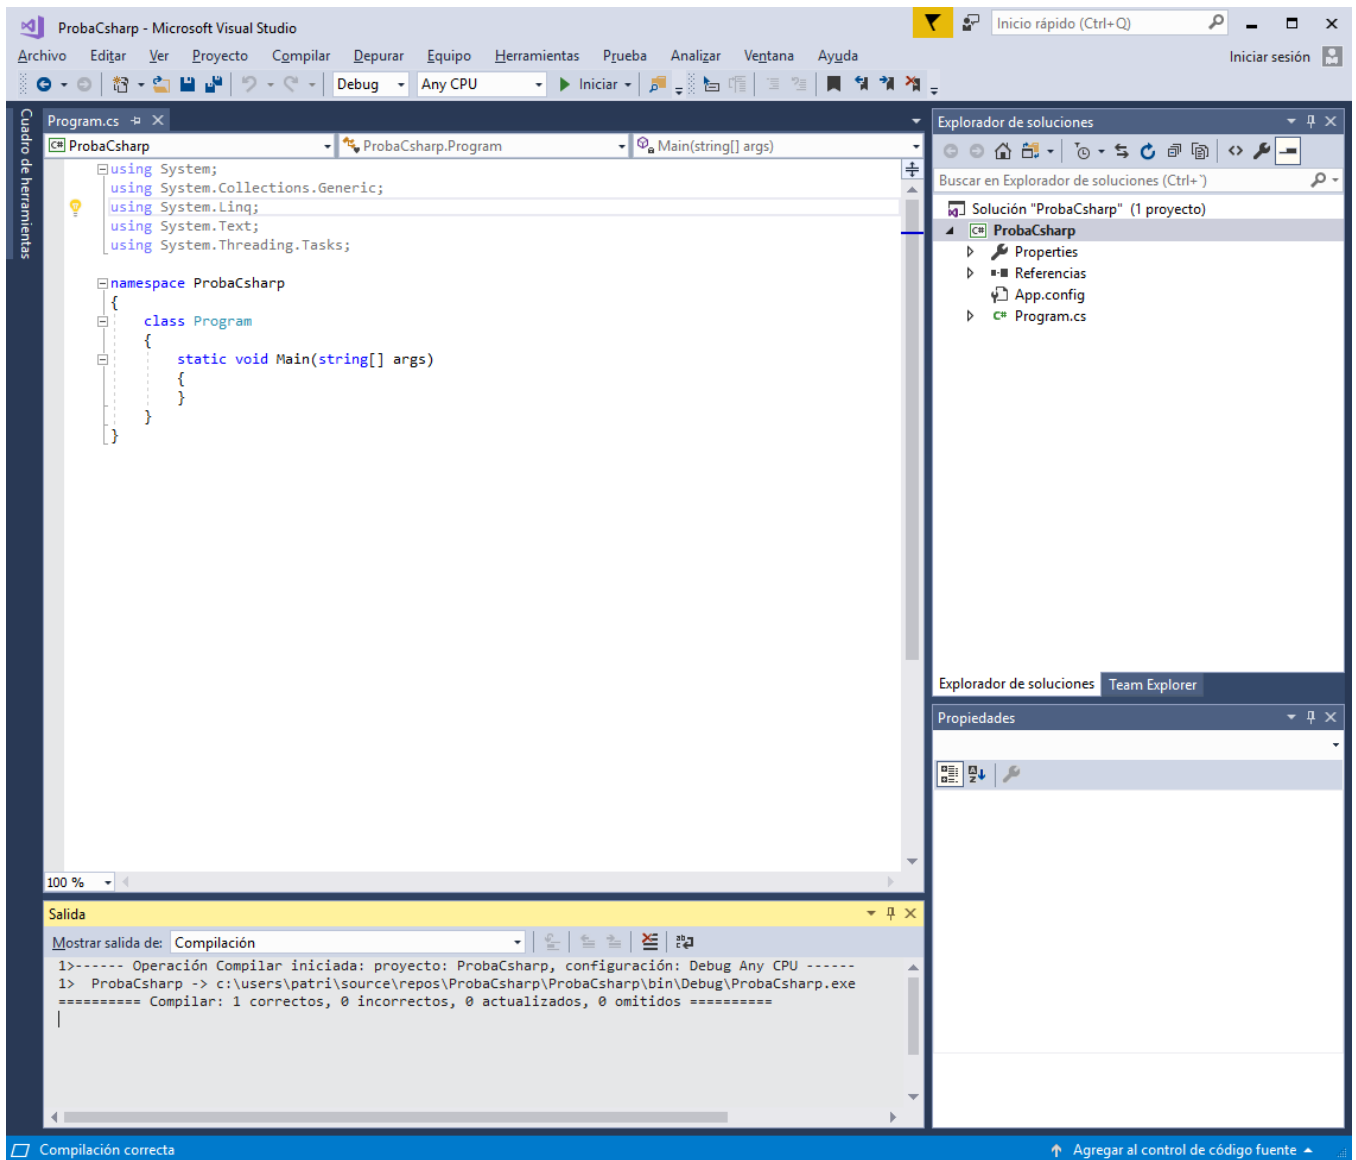 ProbaCsharp - Microsoft Visual Studio
Inicio rápido (Ctrl+Q)
Archivo Editar Ver Proyecto Compilar Depurar Equipo Herramientas Prueba Analizar Ventana Ayuda
Iniciar sesión
Debug Any CPU Iniciar
Cuadro de herramientas
Program.cs
ProbaCsharp ProbaCsharp.Program Main(string[] args)
using System;
using System.Collections.Generic;
using System.Linq;
using System.Text;
using System.Threading.Tasks;
namespace ProbaCsharp
{
class Program
{
static void Main(string[] args)
{
}
}
}
100 %
Explorador de soluciones
Buscar en Explorador de soluciones (Ctrl+`)
Solución "ProbaCsharp" (1 proyecto)
C# ProbaCsharp
Properties
Referencias
App.config
C# Program.cs
Explorador de soluciones Team Explorer
Propiedades
Salida
Mostrar salida de: Compilación
1>------ Operación Compilar iniciada: proyecto: ProbaCsharp, configuración: Debug Any CPU ------
1>  ProbaCsharp -> c:\users\patri\source\repos\ProbaCsharp\ProbaCsharp\bin\Debug\ProbaCsharp.exe
========== Compilar: 1 correctos, 0 incorrectos, 0 actualizados, 0 omitidos ==========
Compilación correcta
Agregar al control de código fuente